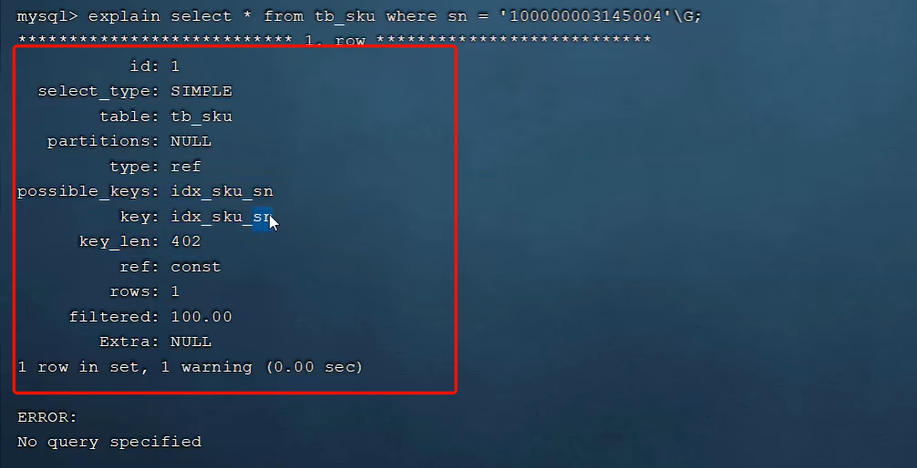 mysql> explain select * from tb_sku where sn = '100000003145004'\G;
*************************** 1. row ***************************
id: 1
select_type: SIMPLE
table: tb_sku
partitions: NULL
type: ref
possible_keys: idx_sku_sn
key: idx_sku_sn
key_len: 402
ref: const
rows: 1
filtered: 100.00
Extra: NULL
1 row in set, 1 warning (0.00 sec)
ERROR:
No query specified